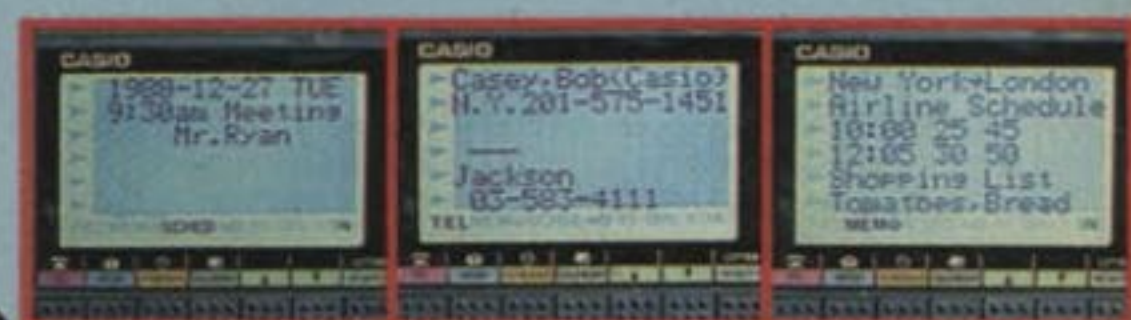 CASIO
1988-12-27 TUE
9:30am Meeting
Mr.Ryan
SCHED
CASIO
Casey,Bob(Casio)
N.Y.201-575-1451
Jackson
03-583-4111
TEL
CASIO
New York→London
Airline Schedule
10:00 25 45
12:05 30 50
Shopping List
Tomatoes,Bread
MEMO